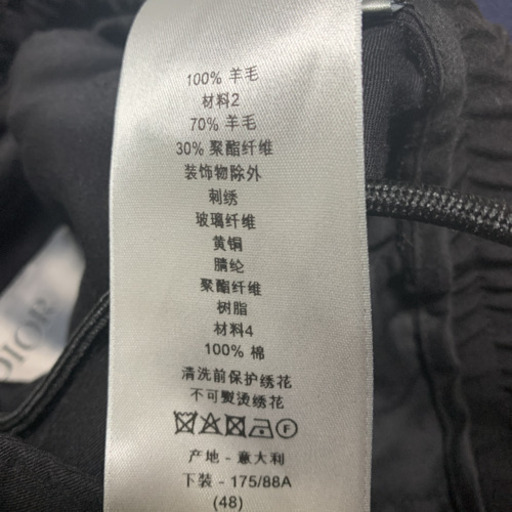 100% 羊毛
材料2
70% 羊毛
30% 聚酯纤维
装饰物除外
刺绣
玻璃纤维
黄铜
腈纶
聚酯纤维
树脂
材料4
100% 棉
清洗前保护绣花
不可熨烫绣花
F
产地 - 意大利
下装 - 175/88A
(48)
DIOR